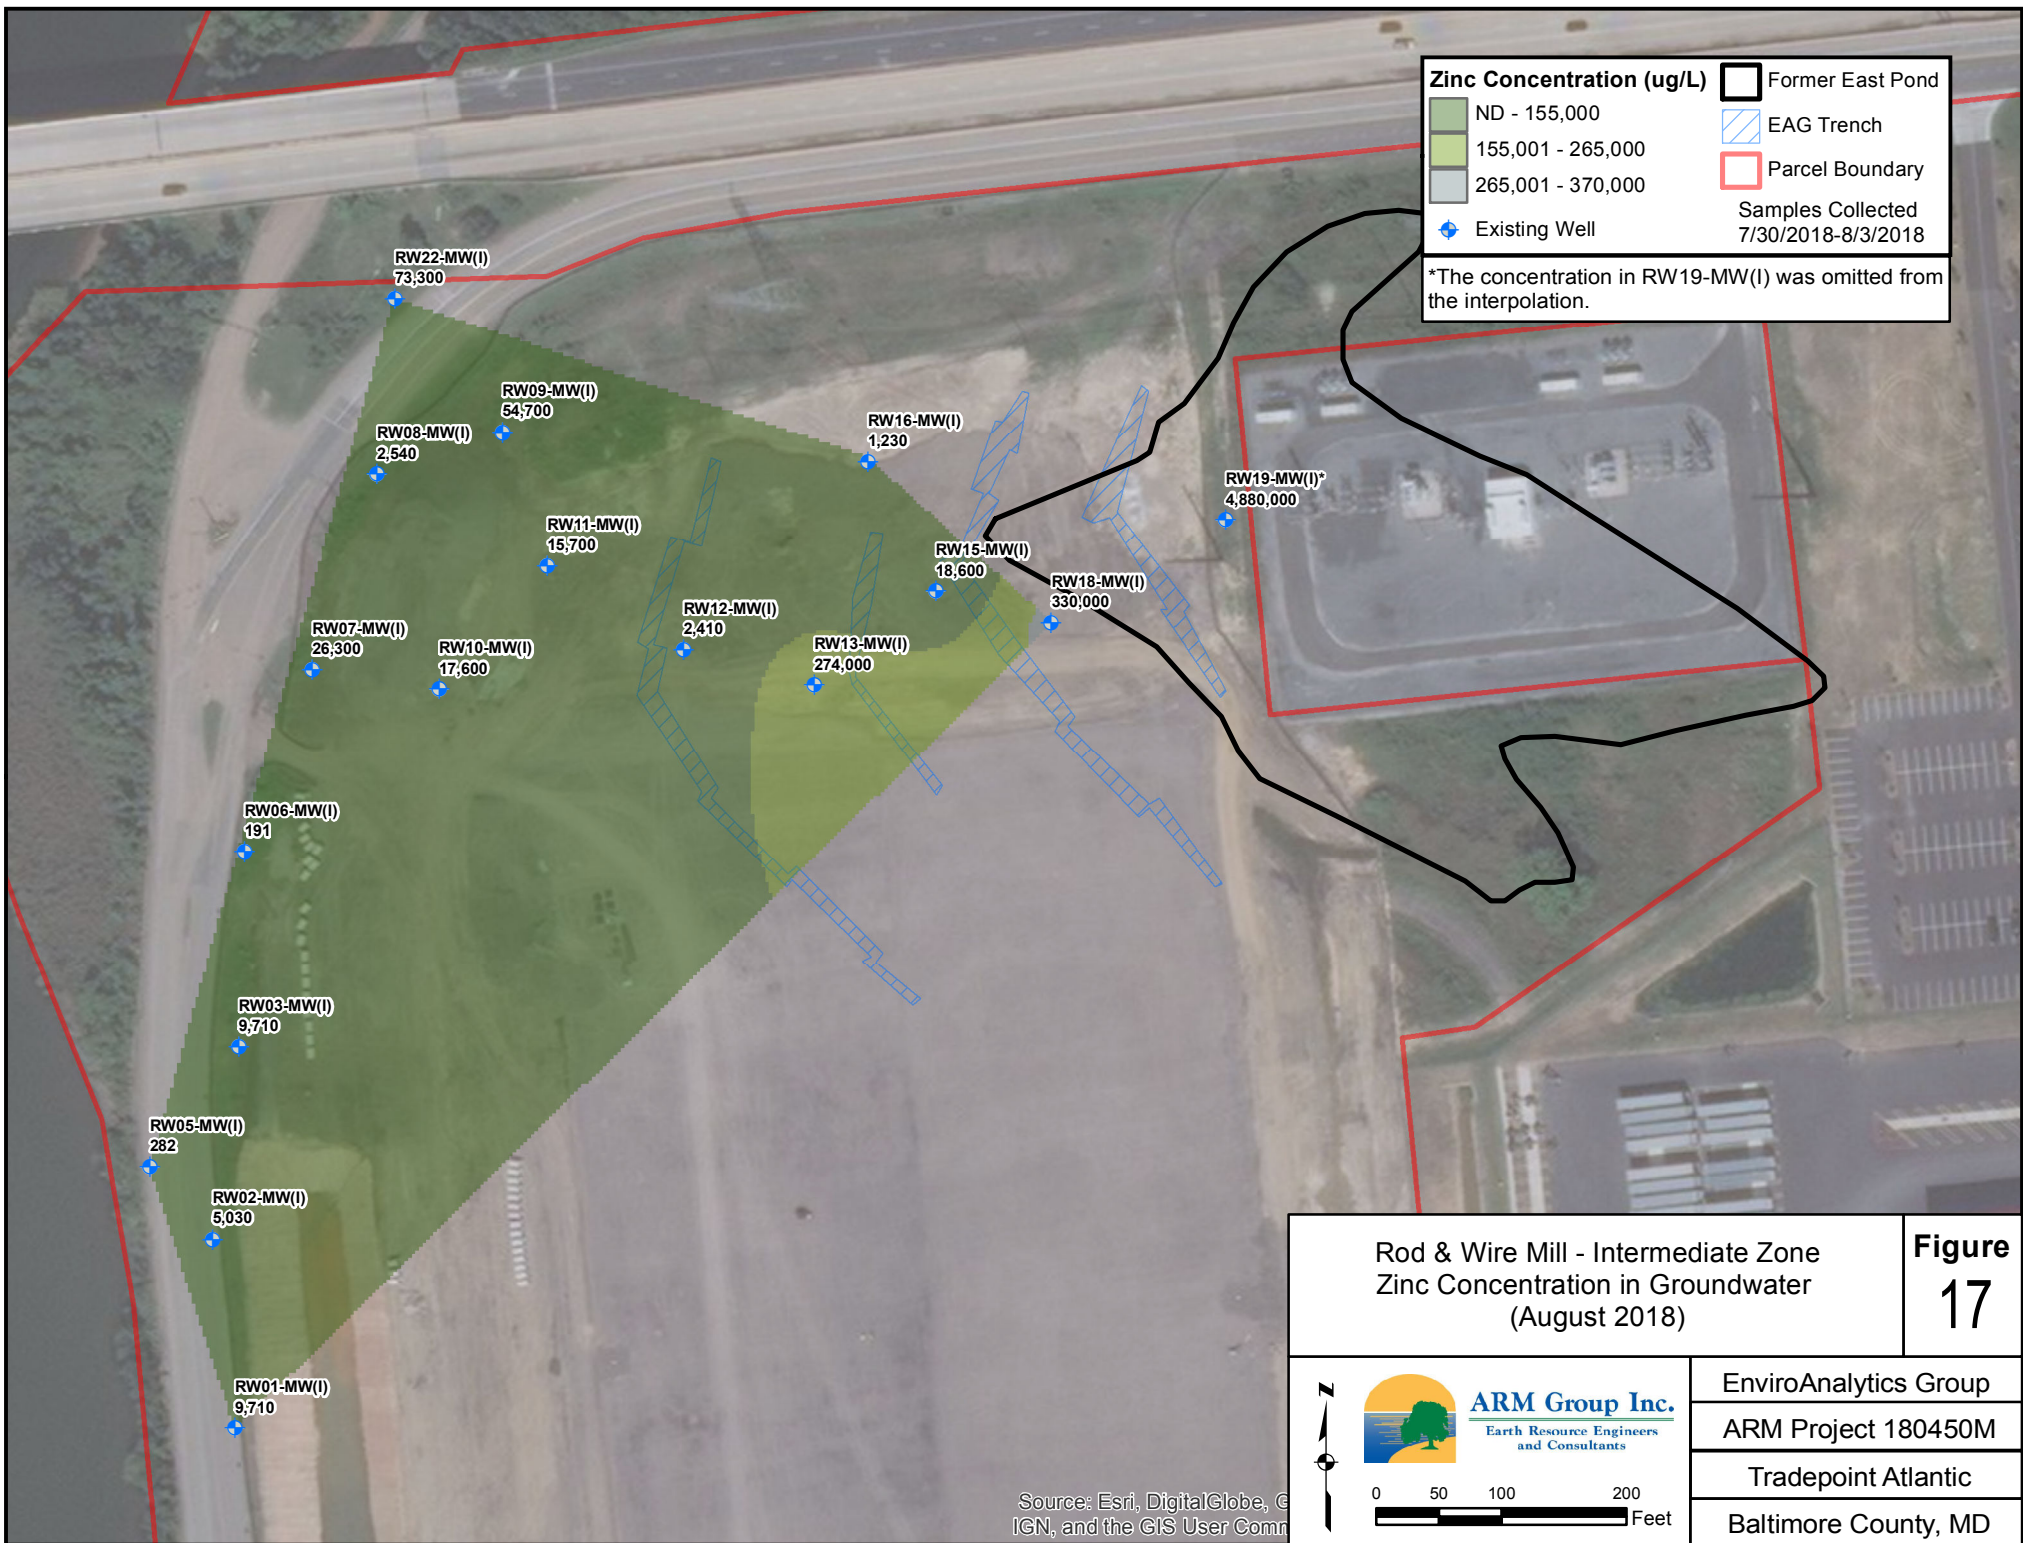 Zinc Concentration (ug/L)
ND - 155,000
155,001 - 265,000
265,001 - 370,000
Existing Well
Former East Pond
EAG Trench
Parcel Boundary
Samples Collected
7/30/2018-8/3/2018
*The concentration in RW19-MW(I) was omitted from
the interpolation.
RW22-MW(I)
73,300
RW09-MW(I)
54,700
RW08-MW(I)
2,540
RW16-MW(I)
1,230
RW19-MW(I)*
4,880,000
RW11-MW(I)
15,700
RW15-MW(I)
18,600
RW18-MW(I)
330,000
RW12-MW(I)
2,410
RW07-MW(I)
26,300
RW10-MW(I)
17,600
RW13-MW(I)
274,000
RW06-MW(I)
191
RW03-MW(I)
9,710
RW05-MW(I)
282
RW02-MW(I)
5,030
RW01-MW(I)
9,710
Source: Esri, DigitalGlobe, G
IGN, and the GIS User Comm
Rod & Wire Mill - Intermediate Zone
Zinc Concentration in Groundwater
(August 2018)
Figure
17
N
ARM Group Inc.
Earth Resource Engineers
and Consultants
0 50 100 200
Feet
EnviroAnalytics Group
ARM Project 180450M
Tradepoint Atlantic
Baltimore County, MD